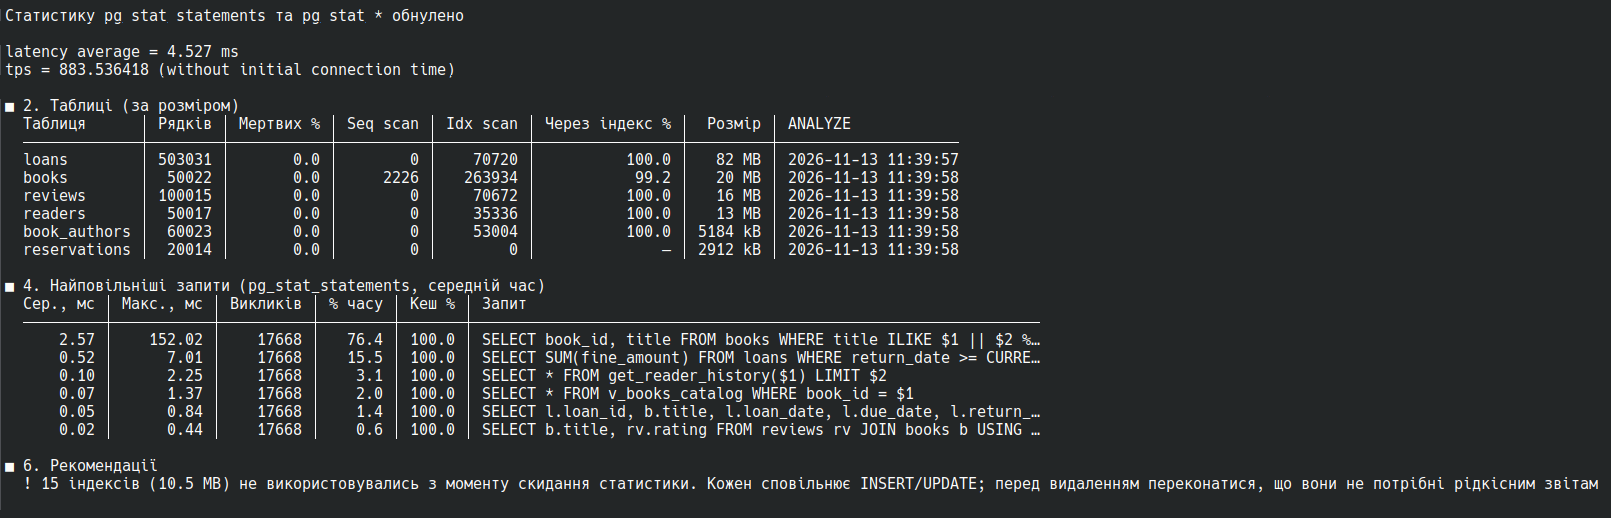 Статистику pg_stat_statements та pg_stat_* обнулено
latency average = 4.527 ms
tps = 883.536418 (without initial connection time)
■ 2. Таблиці (за розміром)
Таблиця │ Рядків │ Мертвих % │ Seq scan │ Idx scan │ Через індекс % │ Розмір │ ANALYZE
loans │ 503031 │ 0.0 │ 0 │ 70720 │ 100.0 │ 82 MB │ 2026-11-13 11:39:57
books │ 50022 │ 0.0 │ 2226 │ 263934 │ 99.2 │ 20 MB │ 2026-11-13 11:39:58
reviews │ 100015 │ 0.0 │ 0 │ 70672 │ 100.0 │ 16 MB │ 2026-11-13 11:39:58
readers │ 50017 │ 0.0 │ 0 │ 35336 │ 100.0 │ 13 MB │ 2026-11-13 11:39:58
book_authors │ 60023 │ 0.0 │ 0 │ 53004 │ 100.0 │ 5184 kB │ 2026-11-13 11:39:58
reservations │ 20014 │ 0.0 │ 0 │ 0 │ — │ 2912 kB │ 2026-11-13 11:39:58
■ 4. Найповільніші запити (pg_stat_statements, середній час)
Сер., мс │ Макс., мс │ Викликів │ % часу │ Кеш % │ Запит
2.57 │ 152.02 │ 17668 │ 76.4 │ 100.0 │ SELECT book_id, title FROM books WHERE title ILIKE $1 || $2 %…
0.52 │ 7.01 │ 17668 │ 15.5 │ 100.0 │ SELECT SUM(fine_amount) FROM loans WHERE return_date >= CURRE…
0.10 │ 2.25 │ 17668 │ 3.1 │ 100.0 │ SELECT * FROM get_reader_history($1) LIMIT $2
0.07 │ 1.37 │ 17668 │ 2.0 │ 100.0 │ SELECT * FROM v_books_catalog WHERE book_id = $1
0.05 │ 0.84 │ 17668 │ 1.4 │ 100.0 │ SELECT l.loan_id, b.title, l.loan_date, l.due_date, l.return_…
0.02 │ 0.44 │ 17668 │ 0.6 │ 100.0 │ SELECT b.title, rv.rating FROM reviews rv JOIN books b USING …
■ 6. Рекомендації
! 15 індексів (10.5 MB) не використовувались з моменту скидання статистики. Кожен сповільнює INSERT/UPDATE; перед видаленням переконатися, що вони не потрібні рідкісним звітам